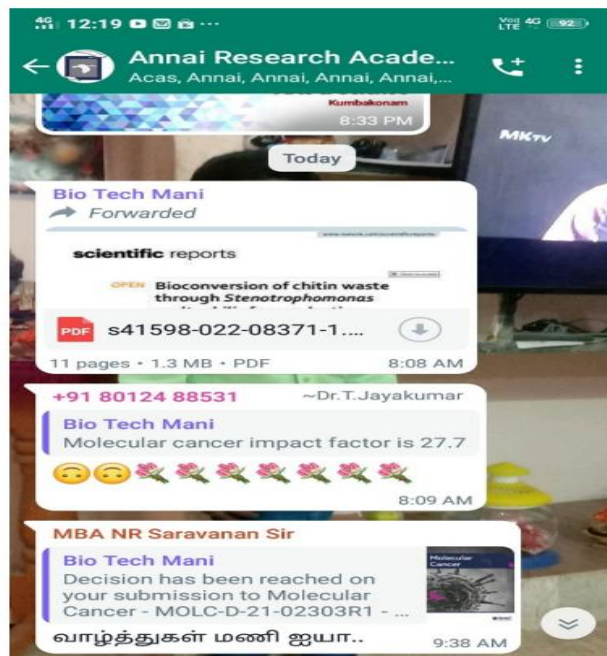 4G 12:19 ··· Vo)) LTE 4G 92
Annai Research Acade...
Acas, Annai, Annai, Annai, Annai,...
Kumbakonam
8:33 PM
MKTV
Today
Bio Tech Mani
Forwarded
scientific reports
OPEN Bioconversion of chitin waste
through Stenotrophomonas
PDF s41598-022-08371-1....
11 pages • 1.3 MB • PDF 8:08 AM
+91 80124 88531 ~Dr.T.Jayakumar
Bio Tech Mani
Molecular cancer impact factor is 27.7
🙃🙃💐💐💐💐💐💐💐
8:09 AM
MBA NR Saravanan Sir
Bio Tech Mani
Decision has been reached on
your submission to Molecular
Cancer - MOLC-D-21-02303R1 - ...
Molecular
Cancer
வாழ்த்துகள் மணி ஐயா..
9:38 AM